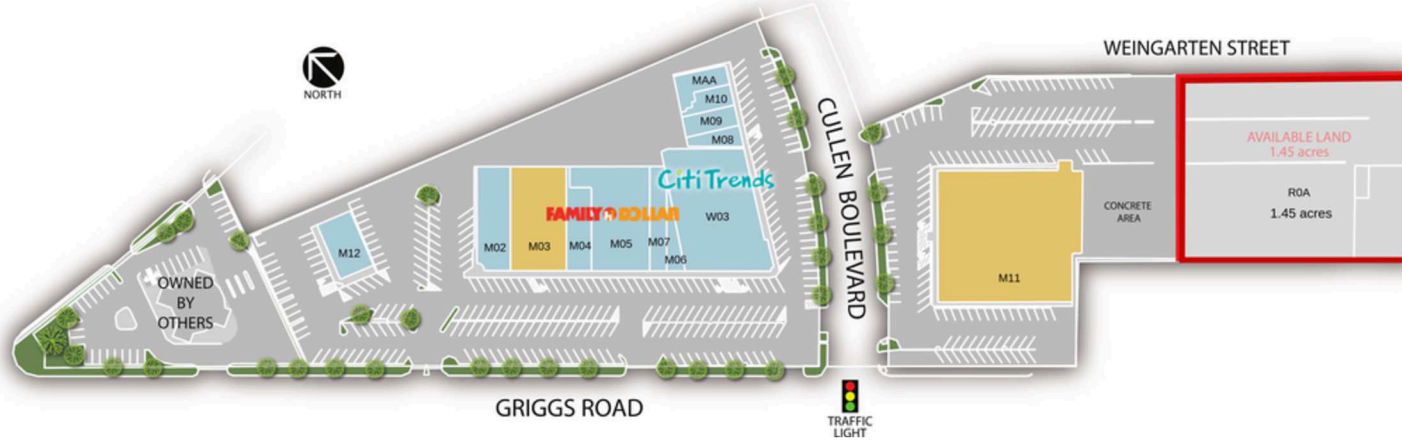 WEINGARTEN STREET
NORTH
MAA
M10
M09
M08
CULLEN BOULEVARD
AVAILABLE LAND
1.45 acres
R0A
1.45 acres
CitiTrends
FAMILY DOLLAR
W03
CONCRETE
AREA
M12
M02
M03
M04
M05
M07
M06
M11
OWNED
BY
OTHERS
GRIGGS ROAD
TRAFFIC
LIGHT